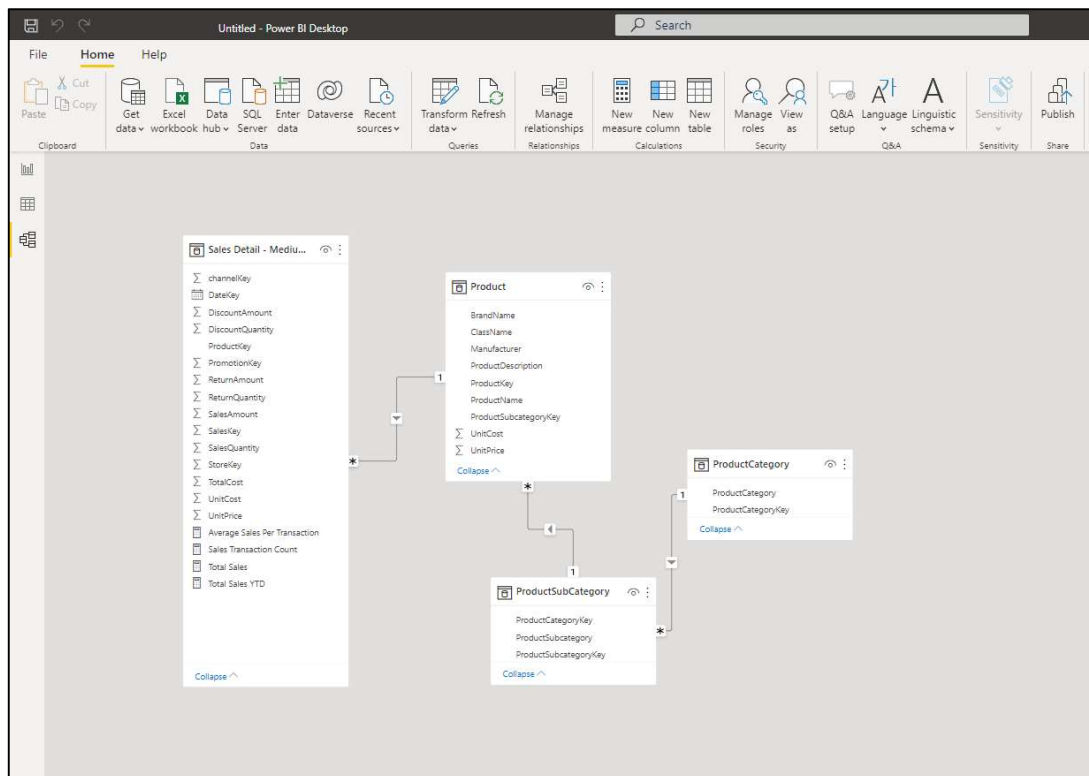 Untitled - Power BI Desktop
Search
File Home Help
Paste
Cut
Copy
Get data
Excel workbook
Data hub
SQL Server
Enter data
Dataverse
Recent sources
Transform data
Refresh
Manage relationships
New measure
New column
New table
Manage roles
View as
Q&A setup
Language
Linguistic schema
Sensitivity
Publish
Clipboard
Data
Queries
Relationships
Calculations
Security
Q&A
Sensitivity
Share
Sales Detail - Mediu...
channelKey
DateKey
DiscountAmount
DiscountQuantity
ProductKey
PromotionKey
ReturnAmount
ReturnQuantity
SalesAmount
SalesKey
SalesQuantity
StoreKey
TotalCost
UnitCost
UnitPrice
Average Sales Per Transaction
Sales Transaction Count
Total Sales
Total Sales YTD
Collapse
1
*
Product
BrandName
ClassName
Manufacturer
ProductDescription
ProductKey
ProductName
ProductSubcategoryKey
UnitCost
UnitPrice
Collapse
*
1
ProductCategory
ProductCategory
ProductCategoryKey
Collapse
1
*
ProductSubCategory
ProductCategoryKey
ProductSubcategory
ProductSubcategoryKey
Collapse